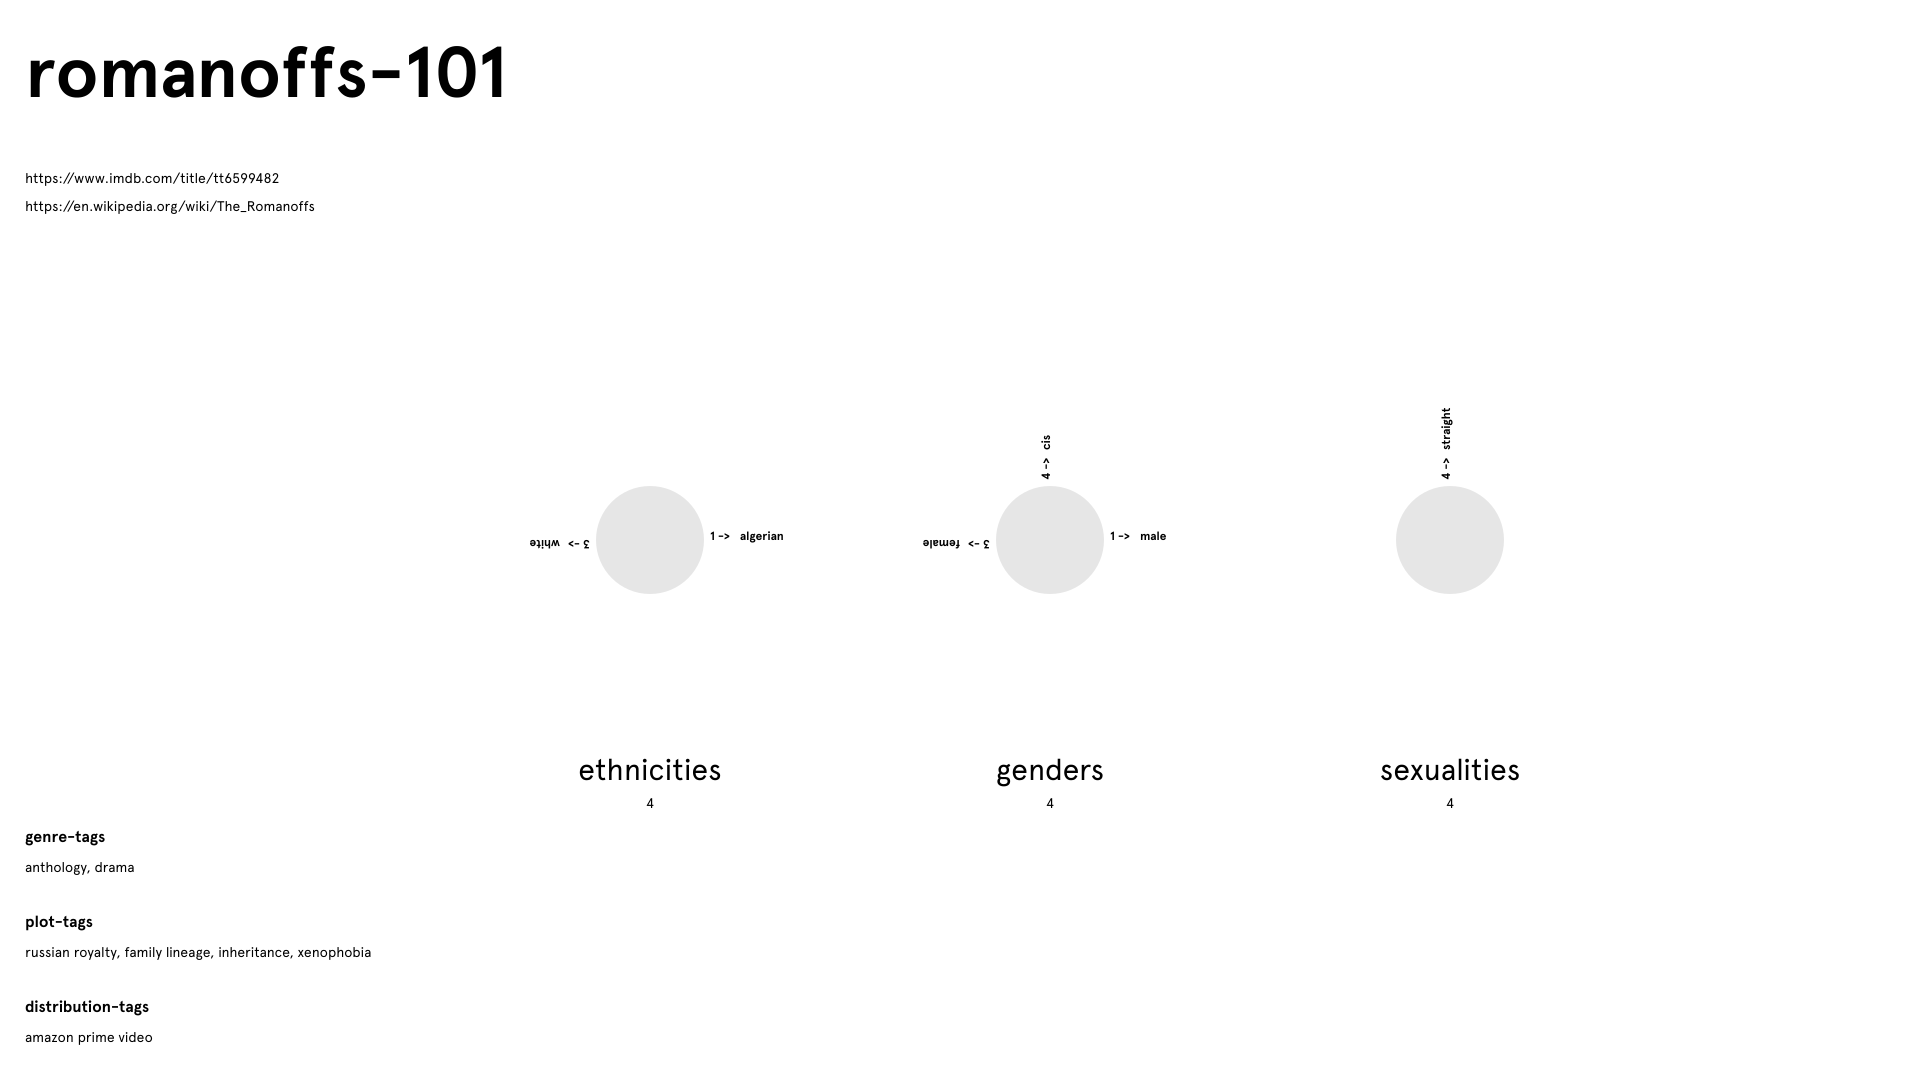 romanoffs-101
https://www.imdb.com/title/tt6599482
https://en.wikipedia.org/wiki/The_Romanoffs
3 -> white
1 -> algerian
4 -> cis
3 -> female
1 -> male
4 -> straight
ethnicities
4
genders
4
sexualities
4
genre-tags
anthology, drama
plot-tags
russian royalty, family lineage, inheritance, xenophobia
distribution-tags
amazon prime video